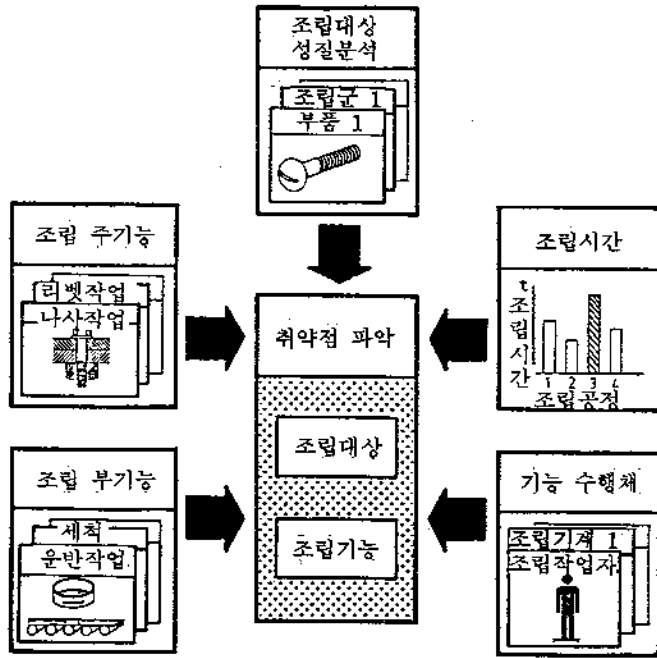 조립대상
성질분석
조립군 1
부품 1
조립 주기능
리벳작업
나사작업
취약점 파악
조립대상
조립기능
조립시간
t
조립시간
1 2 3 4
조립공정
조립 부기능
세척
운반작업
기능 수행체
조립기계 1
조립작업자